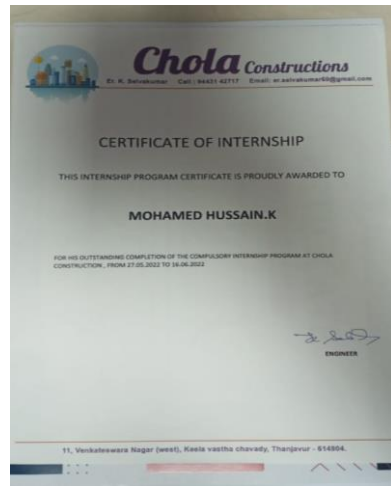 Chola Constructions
Er. K. Selvakumar Call : 94431 42717 Email: er.selvakumar60@gmail.com
CERTIFICATE OF INTERNSHIP
THIS INTERNSHIP PROGRAM CERTIFICATE IS PROUDLY AWARDED TO
MOHAMED HUSSAIN.K
FOR HIS OUTSTANDING COMPLETION OF THE COMPULSORY INTERNSHIP PROGRAM AT CHOLA
CONSTRUCTION , FROM 27.05.2022 TO 16.06.2022
ENGINEER
11, Venkateswara Nagar (west), Keela vastha chavady, Thanjavur - 614904.